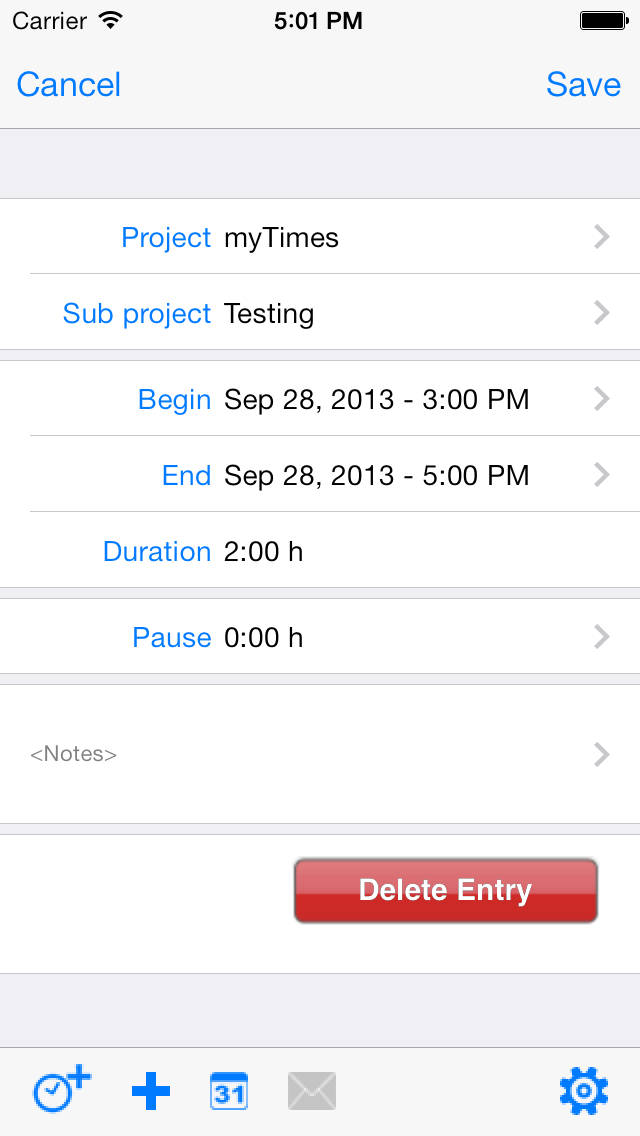 Carrier 5:01 PM
Cancel Save
Project myTimes
Sub project Testing
Begin Sep 28, 2013 - 3:00 PM
End Sep 28, 2013 - 5:00 PM
Duration 2:00 h
Pause 0:00 h
<Notes>
Delete Entry
31